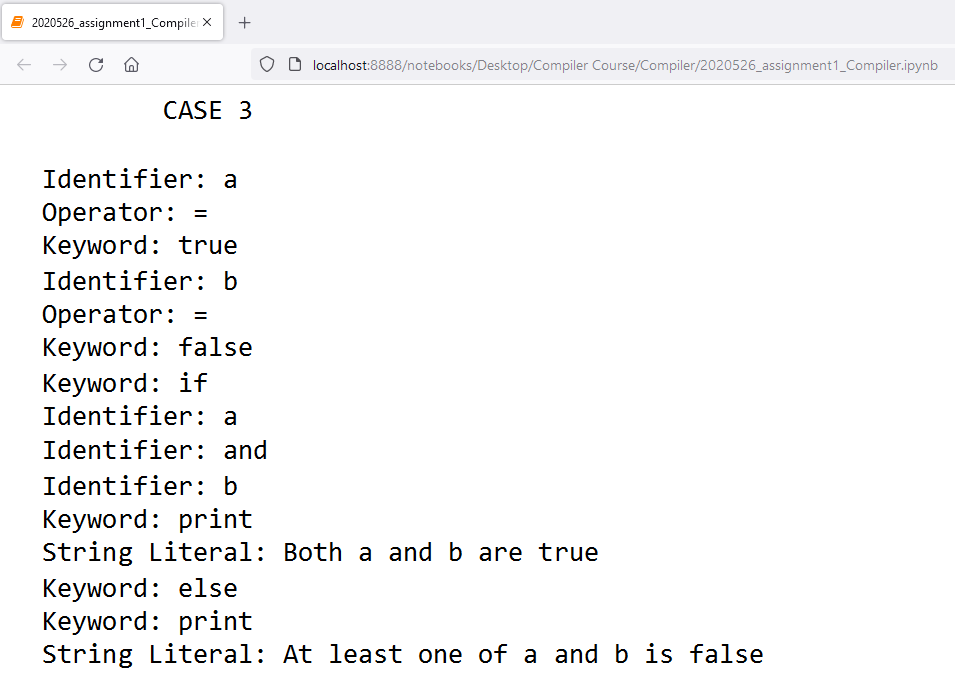 2020526_assignment1_Compiler
localhost:8888/notebooks/Desktop/Compiler Course/Compiler/2020526_assignment1_Compiler.ipynb
CASE 3
Identifier: a
Operator: =
Keyword: true
Identifier: b
Operator: =
Keyword: false
Keyword: if
Identifier: a
Identifier: and
Identifier: b
Keyword: print
String Literal: Both a and b are true
Keyword: else
Keyword: print
String Literal: At least one of a and b is false